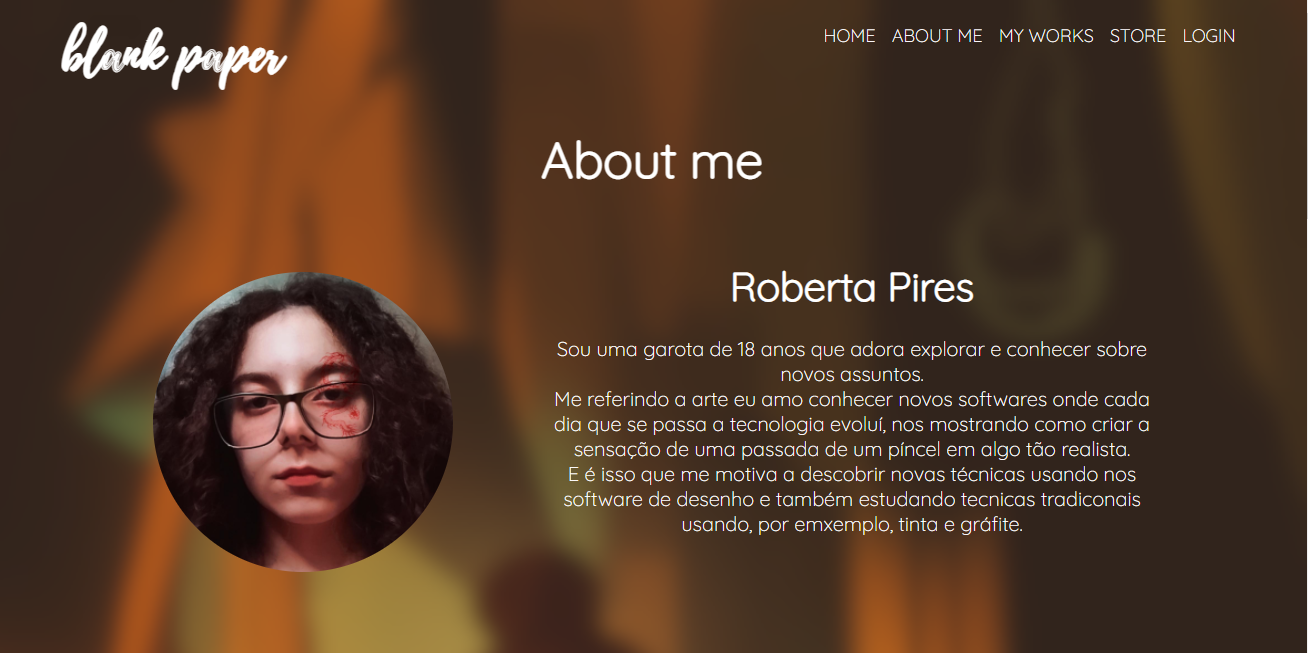 blank paper
HOME ABOUT ME MY WORKS STORE LOGIN
About me
Roberta Pires
Sou uma garota de 18 anos que adora explorar e conhecer sobre
novos assuntos.
Me referindo a arte eu amo conhecer novos softwares onde cada
dia que se passa a tecnologia evoluí, nos mostrando como criar a
sensação de uma passada de um píncel em algo tão realista.
E é isso que me motiva a descobrir novas técnicas usando nos
software de desenho e também estudando tecnicas tradiconais
usando, por emxemplo, tinta e gráfite.